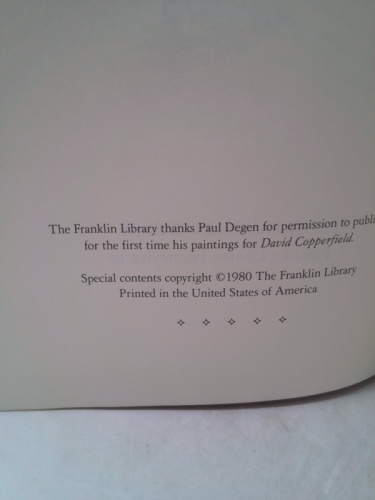 The Franklin Library thanks Paul Degen for permission to publi
for the first time his paintings for David Copperfield.
Special contents copyright ©1980 The Franklin Library
Printed in the United States of America
✧ ✧ ✧ ✧ ✧